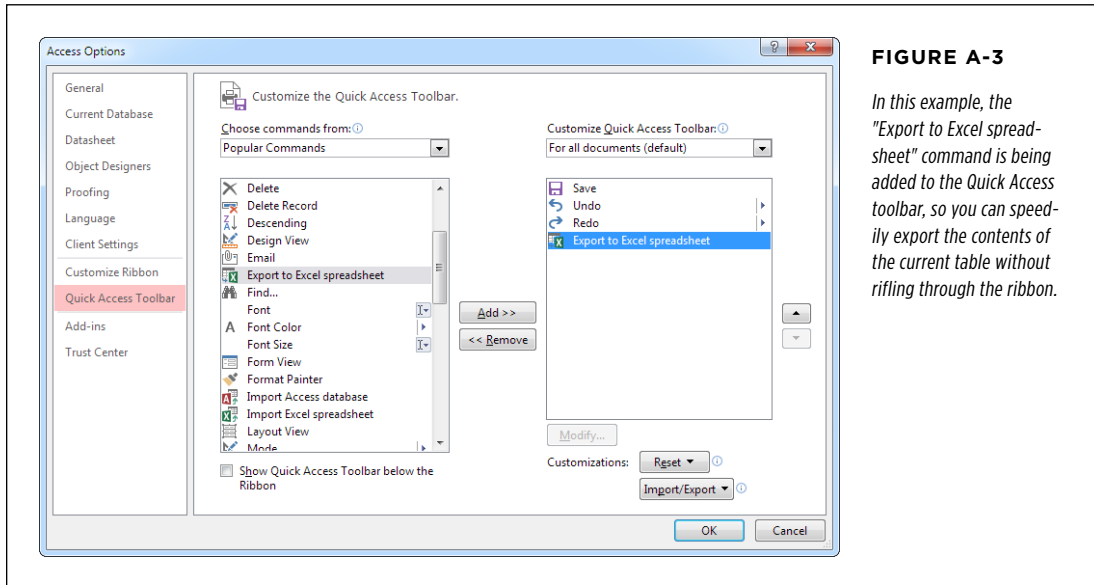 Access Options
General
Current Database
Datasheet
Object Designers
Proofing
Language
Client Settings
Customize Ribbon
Quick Access Toolbar
Add-ins
Trust Center
Customize the Quick Access Toolbar.
Choose commands from:
Popular Commands
Delete
Delete Record
Descending
Design View
Email
Export to Excel spreadsheet
Find...
Font
Font Color
Font Size
Form View
Format Painter
Import Access database
Import Excel spreadsheet
Layout View
Mode
Show Quick Access Toolbar below the
Ribbon
Add >>
<< Remove
Customize Quick Access Toolbar:
For all documents (default)
Save
Undo
Redo
Export to Excel spreadsheet
Modify...
Customizations:
Reset
Import/Export
OK
Cancel
FIGURE A-3
In this example, the
"Export to Excel spread-
sheet" command is being
added to the Quick Access
toolbar, so you can speed-
ily export the contents of
the current table without
rifling through the ribbon.